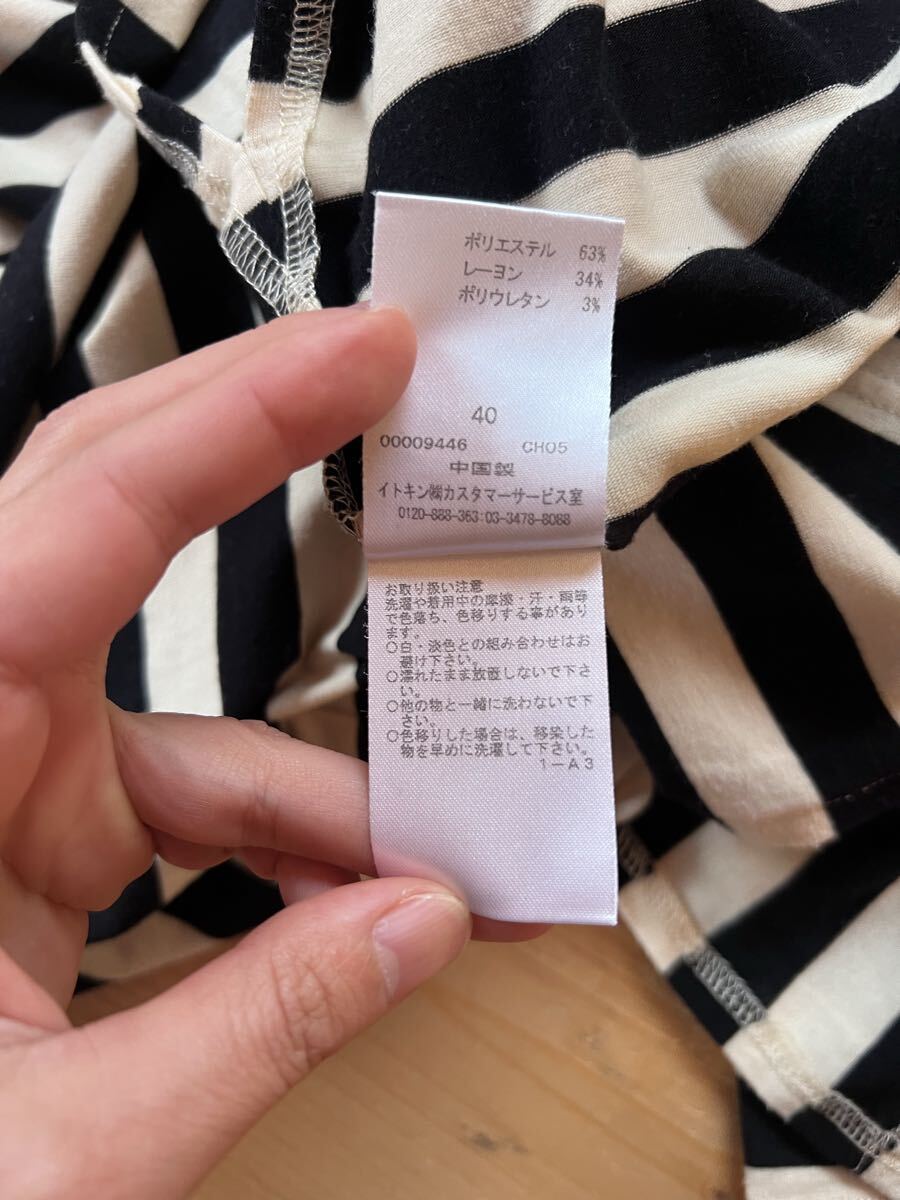 ポリエステル 63%
レーヨン 34%
ポリウレタン 3%
40
00009446 CH05
中国製
イトキン㈱カスタマーサービス室
0120-888-363:03-3478-8088
お取り扱い注意
洗濯や着用中の摩擦・汗・雨等
で色落ち、色移りする事があり
ます。
○白・淡色との組み合わせはお
避け下さい。
○濡れたまま放置しないで下さ
い。
○他の物と一緒に洗わないで下
さい。
○色移りした場合は、移染した
物を早めに洗濯して下さい。
1-A3